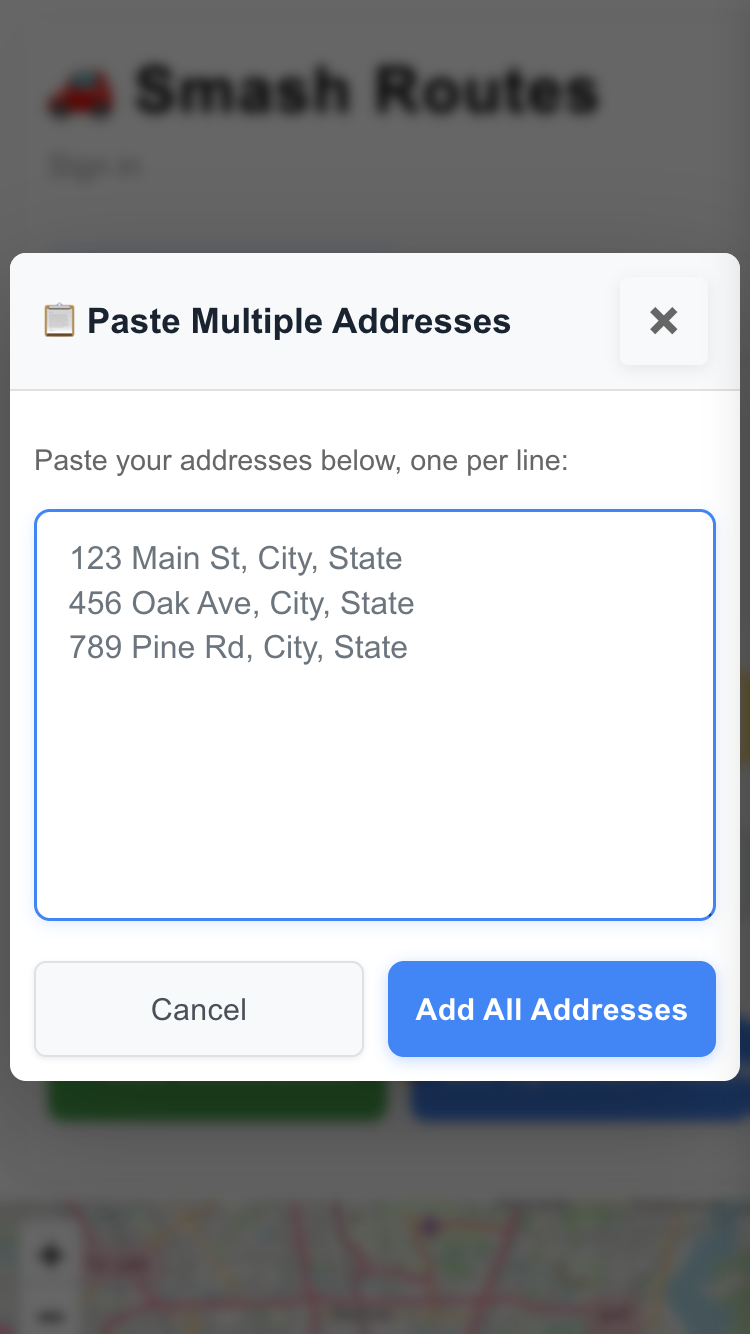 Smash Routes
Sign in
Paste Multiple Addresses
Paste your addresses below, one per line:
123 Main St, City, State
456 Oak Ave, City, State
789 Pine Rd, City, State
Cancel
Add All Addresses